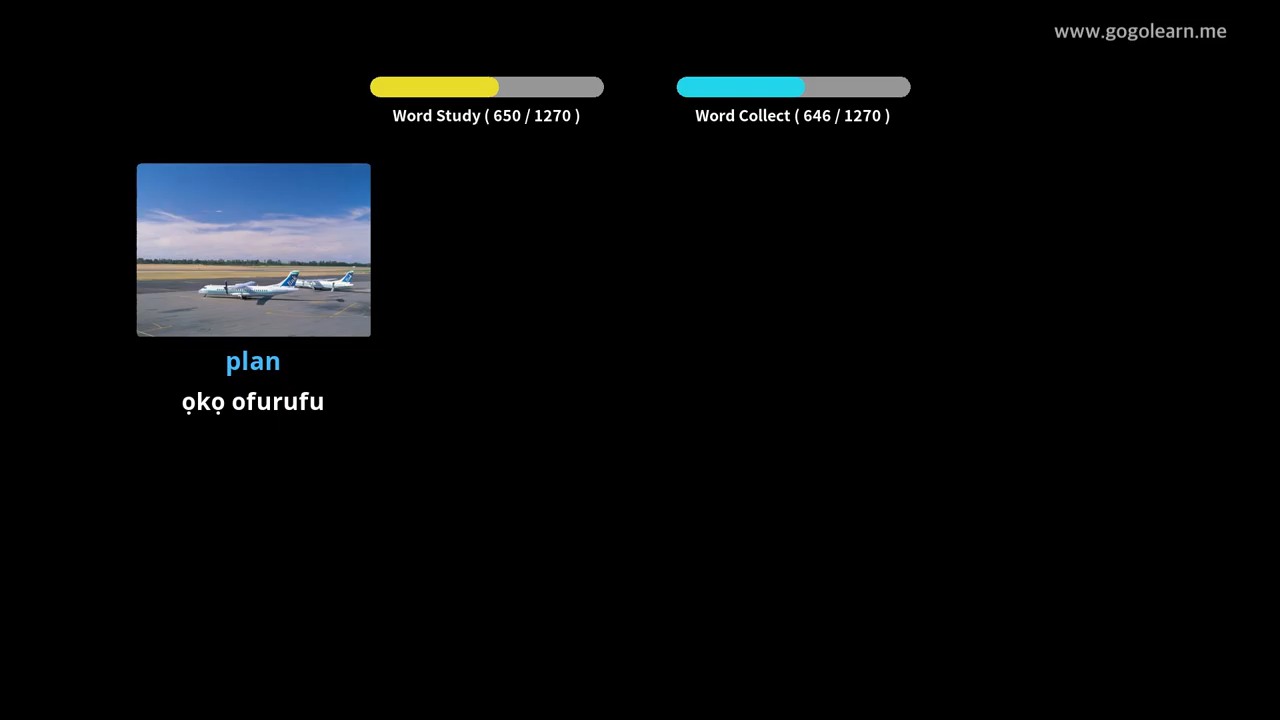 www.gogolearn.me
Word Study ( 650 / 1270 )
Word Collect ( 646 / 1270 )
plan
ọkọ ofurufu